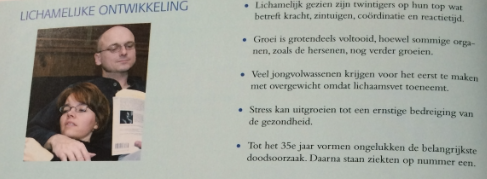 LICHAMELIJKE ONTWIKKELING
• Lichamelijk gezien zijn twintigers op hun top wat
betreft kracht, zintuigen, coördinatie en reactietijd.
• Groei is grotendeels voltooid, hoewel sommige orga-
nen, zoals de hersenen, nog verder groeien.
• Veel jongvolwassenen krijgen voor het eerst te maken
met overgewicht omdat lichaamsvet toeneemt.
• Stress kan uitgroeien tot een ernstige bedreiging van
de gezondheid.
• Tot het 35e jaar vormen ongelukken de belangrijkste
doodsoorzaak. Daarna staan ziekten op nummer een.